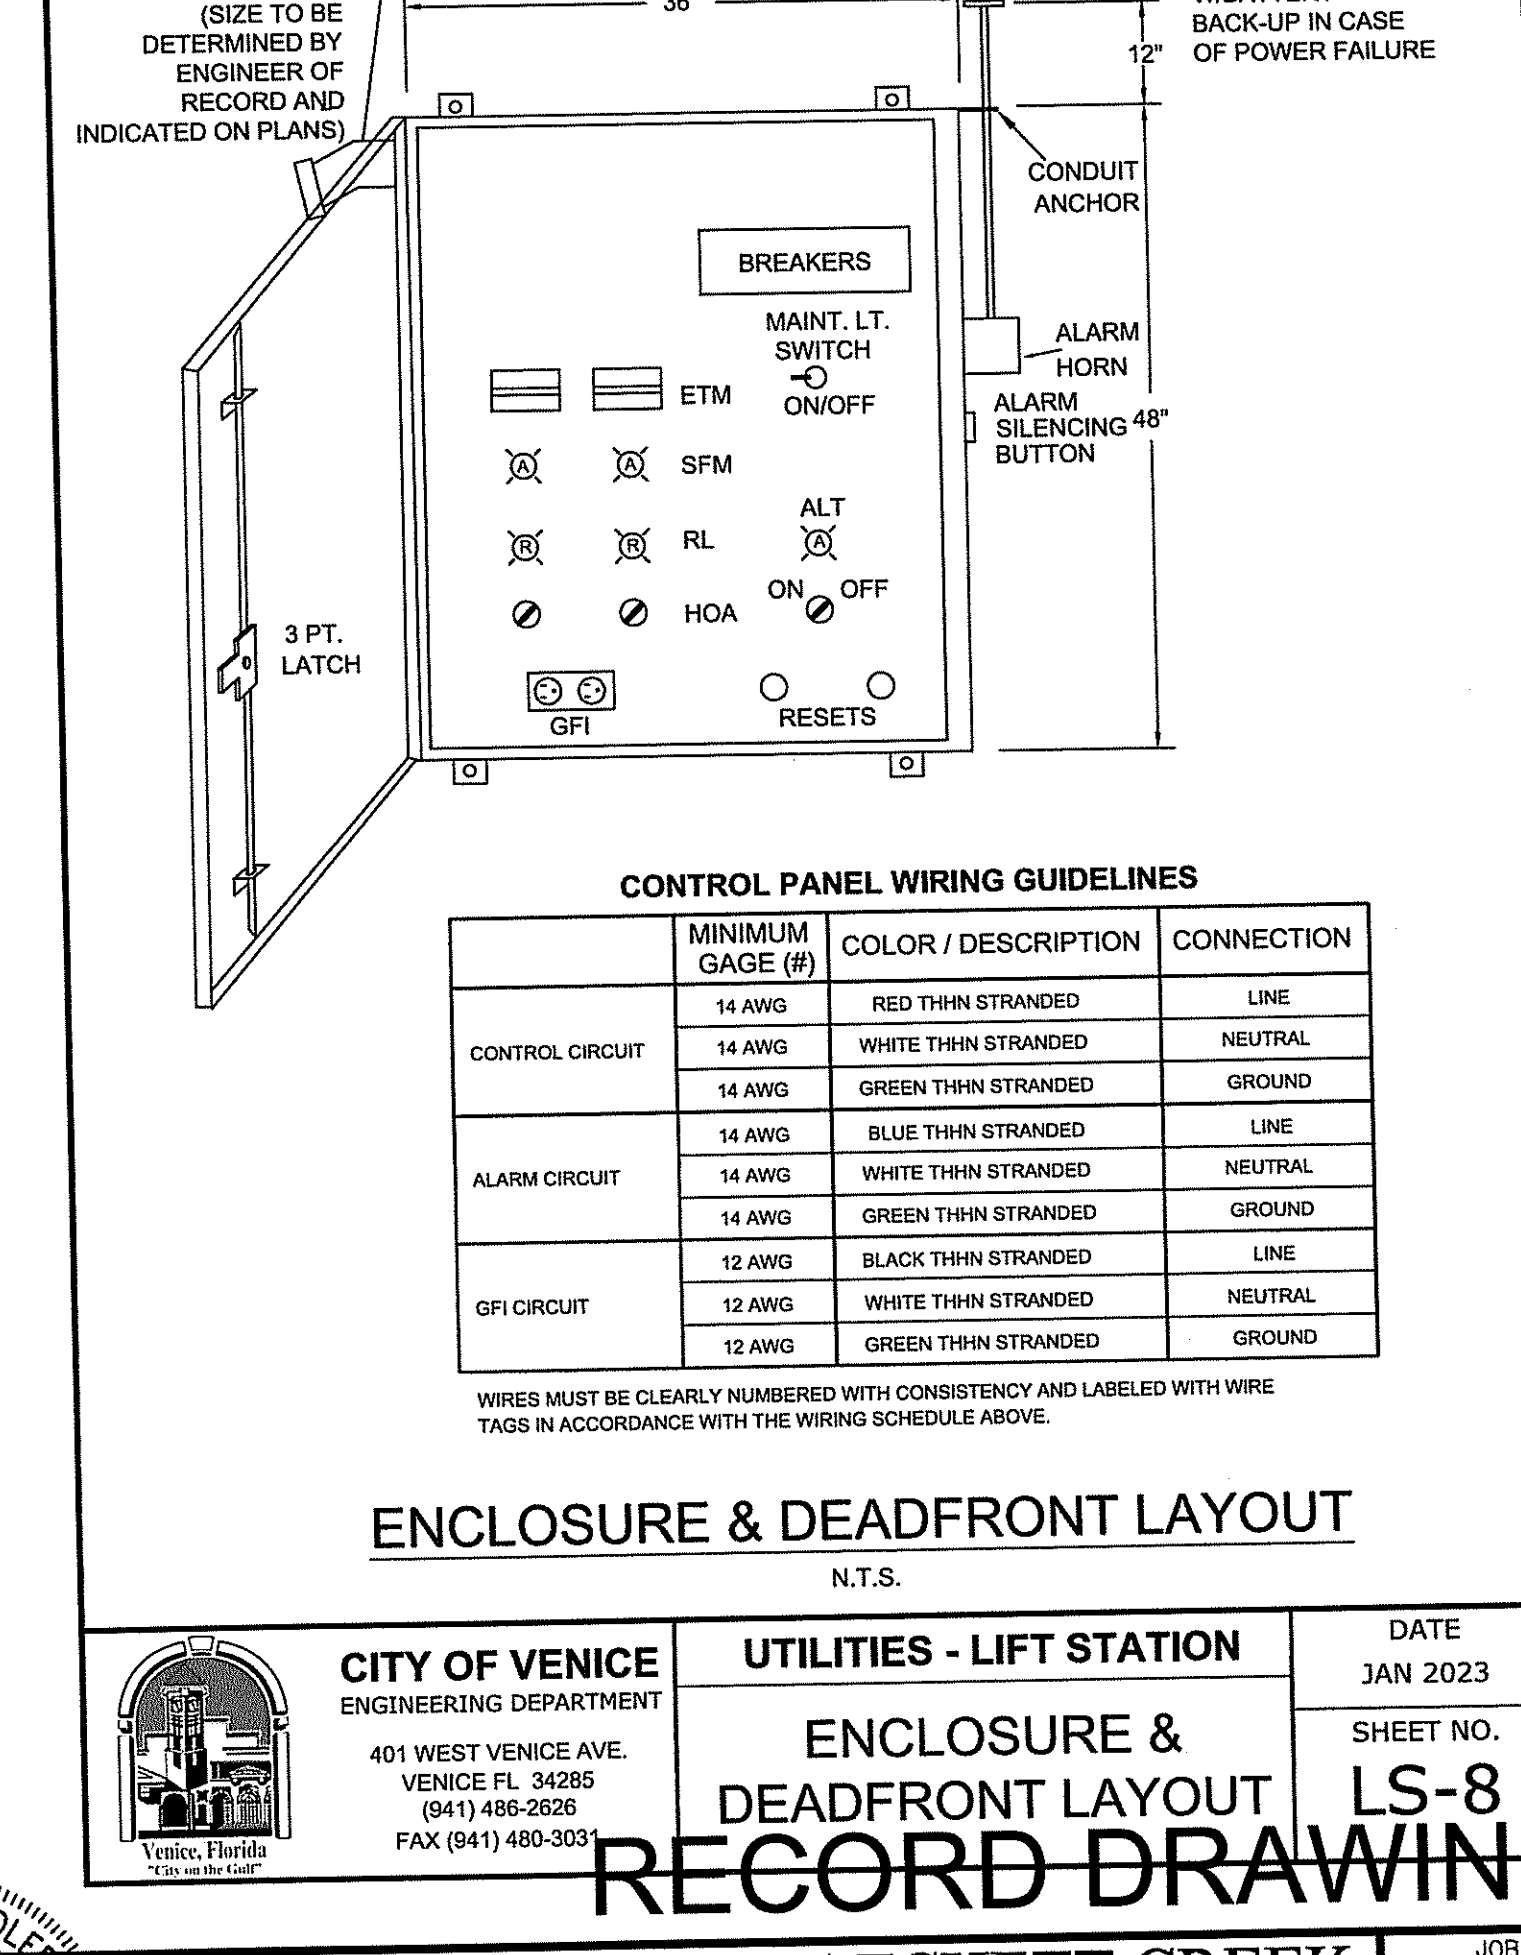 (SIZE TO BE
DETERMINED BY
ENGINEER OF
RECORD AND
INDICATED ON PLANS)
36
BACK-UP IN CASE
OF POWER FAILURE
12"
CONDUIT
ANCHOR
BREAKERS
MAINT. LT.
SWITCH
ON/OFF
ALARM
HORN
ETM
ALARM
SILENCING
BUTTON
48"
A A SFM
ALT
R R RL
A
ON OFF
HOA
3 PT.
LATCH
GFI
RESETS
CONTROL PANEL WIRING GUIDELINES
MINIMUM
GAGE (#)
COLOR / DESCRIPTION
CONNECTION
CONTROL CIRCUIT
14 AWG RED THHN STRANDED LINE
14 AWG WHITE THHN STRANDED NEUTRAL
14 AWG GREEN THHN STRANDED GROUND
ALARM CIRCUIT
14 AWG BLUE THHN STRANDED LINE
14 AWG WHITE THHN STRANDED NEUTRAL
14 AWG GREEN THHN STRANDED GROUND
GFI CIRCUIT
12 AWG BLACK THHN STRANDED LINE
12 AWG WHITE THHN STRANDED NEUTRAL
12 AWG GREEN THHN STRANDED GROUND
WIRES MUST BE CLEARLY NUMBERED WITH CONSISTENCY AND LABELED WITH WIRE
TAGS IN ACCORDANCE WITH THE WIRING SCHEDULE ABOVE.
ENCLOSURE & DEADFRONT LAYOUT
N.T.S.
Venice, Florida
"City on the Gulf"
CITY OF VENICE
ENGINEERING DEPARTMENT
401 WEST VENICE AVE.
VENICE FL 34285
(941) 486-2626
FAX (941) 480-3031
UTILITIES - LIFT STATION
ENCLOSURE &
DEADFRONT LAYOUT
DATE
JAN 2023
SHEET NO.
LS-8
RECORD DRAWIN
CREEK
JOB